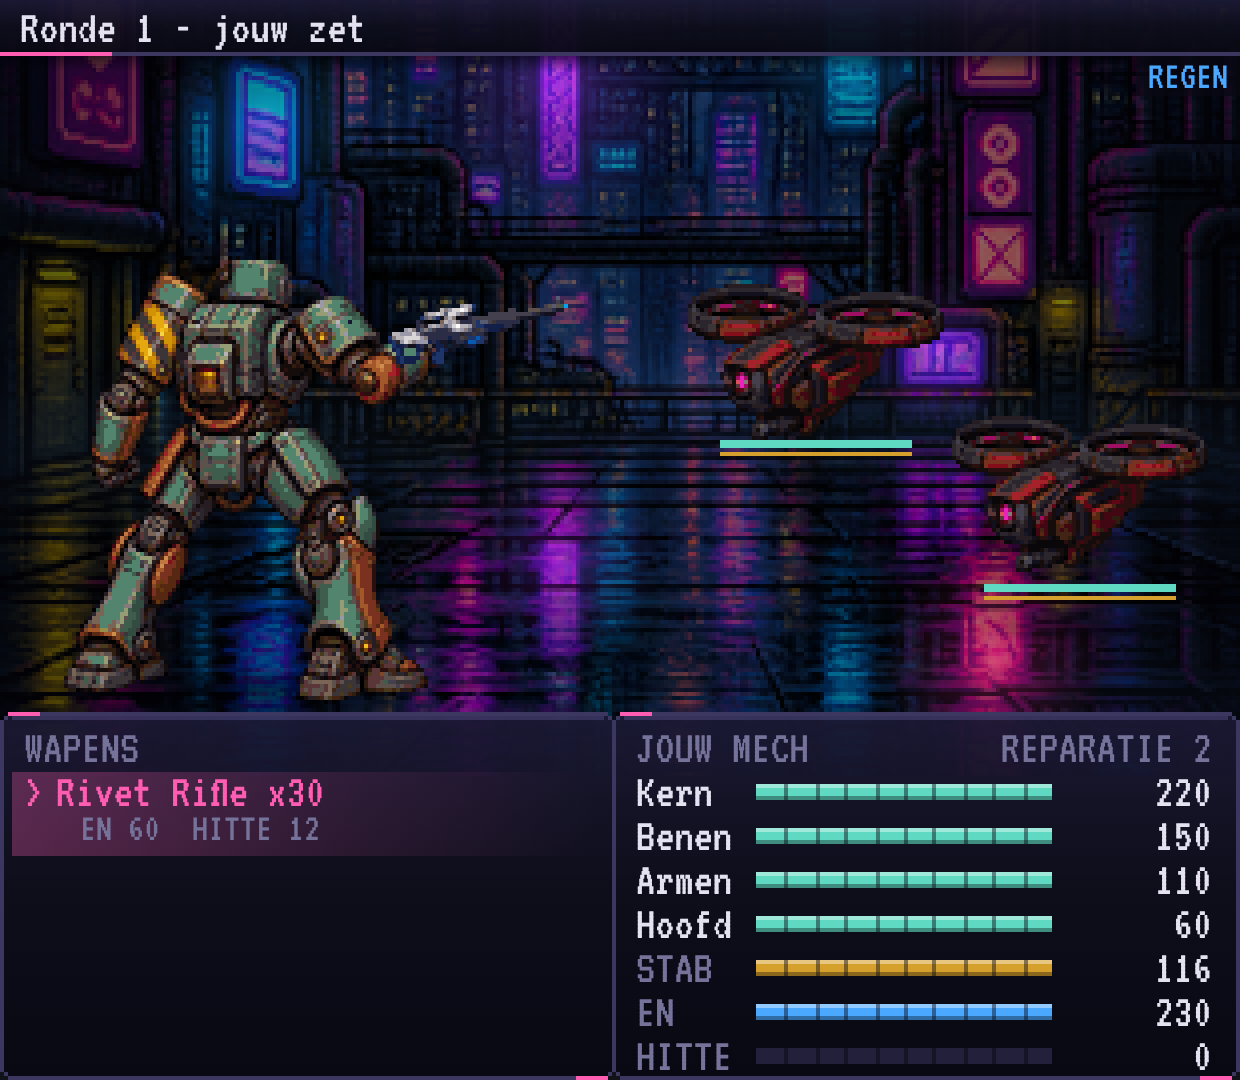 Ronde 1 - jouw zet
REGEN
WAPENS
> Rivet Rifle x30
EN 60 HITTE 12
JOUW MECH REPARATIE 2
Kern 220
Benen 150
Armen 110
Hoofd 60
STAB 116
EN 230
HITTE 0